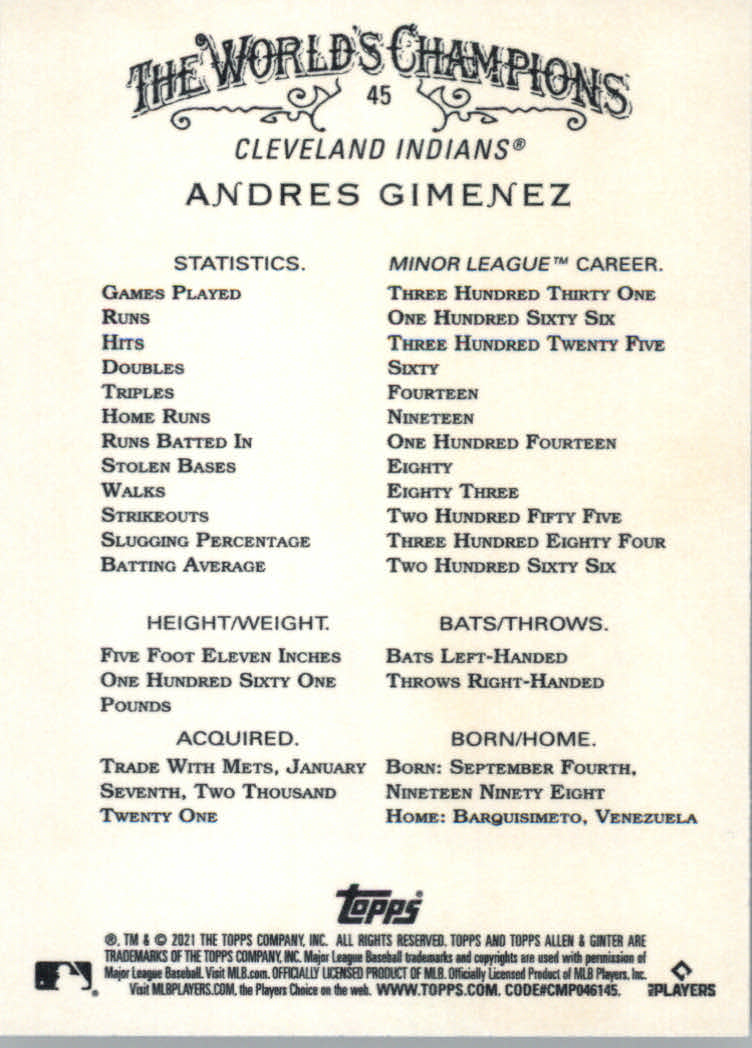 THE WORLD'S CHAMPIONS
45
CLEVELAND INDIANS®
ANDRES GIMENEZ
STATISTICS. MINOR LEAGUE™ CAREER.
GAMES PLAYED THREE HUNDRED THIRTY ONE
RUNS ONE HUNDRED SIXTY SIX
HITS THREE HUNDRED TWENTY FIVE
DOUBLES SIXTY
TRIPLES FOURTEEN
HOME RUNS NINETEEN
RUNS BATTED IN ONE HUNDRED FOURTEEN
STOLEN BASES EIGHTY
WALKS EIGHTY THREE
STRIKEOUTS TWO HUNDRED FIFTY FIVE
SLUGGING PERCENTAGE THREE HUNDRED EIGHTY FOUR
BATTING AVERAGE TWO HUNDRED SIXTY SIX
HEIGHT/WEIGHT.
FIVE FOOT ELEVEN INCHES
ONE HUNDRED SIXTY ONE
POUNDS
BATS/THROWS.
BATS LEFT-HANDED
THROWS RIGHT-HANDED
ACQUIRED.
TRADE WITH METS, JANUARY
SEVENTH, TWO THOUSAND
TWENTY ONE
BORN/HOME.
BORN: SEPTEMBER FOURTH,
NINETEEN NINETY EIGHT
HOME: BARQUISIMETO, VENEZUELA
topps®
®, TM & © 2021 THE TOPPS COMPANY, INC. ALL RIGHTS RESERVED. TOPPS AND TOPPS ALLEN & GINTER ARE
TRADEMARKS OF THE TOPPS COMPANY, INC. Major League Baseball trademarks and copyrights are used with permission of
Major League Baseball. Visit MLB.com. OFFICIALLY LICENSED PRODUCT OF MLB. Officially Licensed Product of MLB Players, Inc.
Visit MLBPLAYERS.COM, the Players Choice on the web. WWW.TOPPS.COM. CODE#CMP046145.
PLAYERS